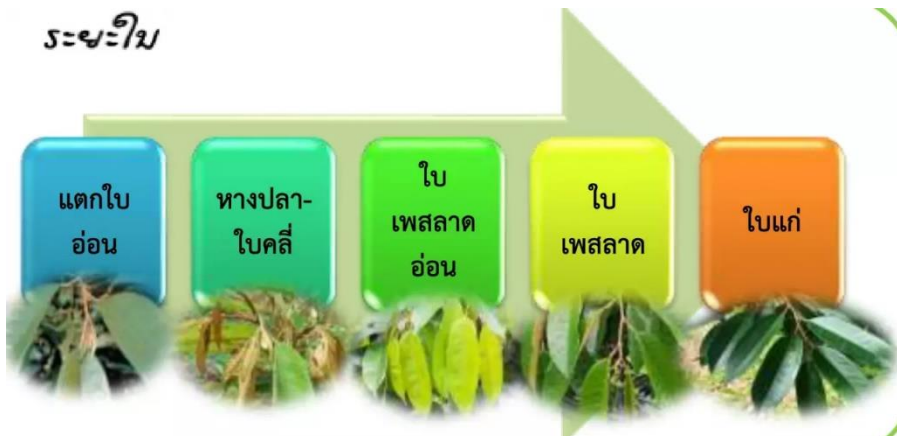 ระยะใบ
แตกใบ
อ่อน
หางปลา-
ใบคลี่
ใบ
เพสลาด
อ่อน
ใบ
เพสลาด
ใบแก่